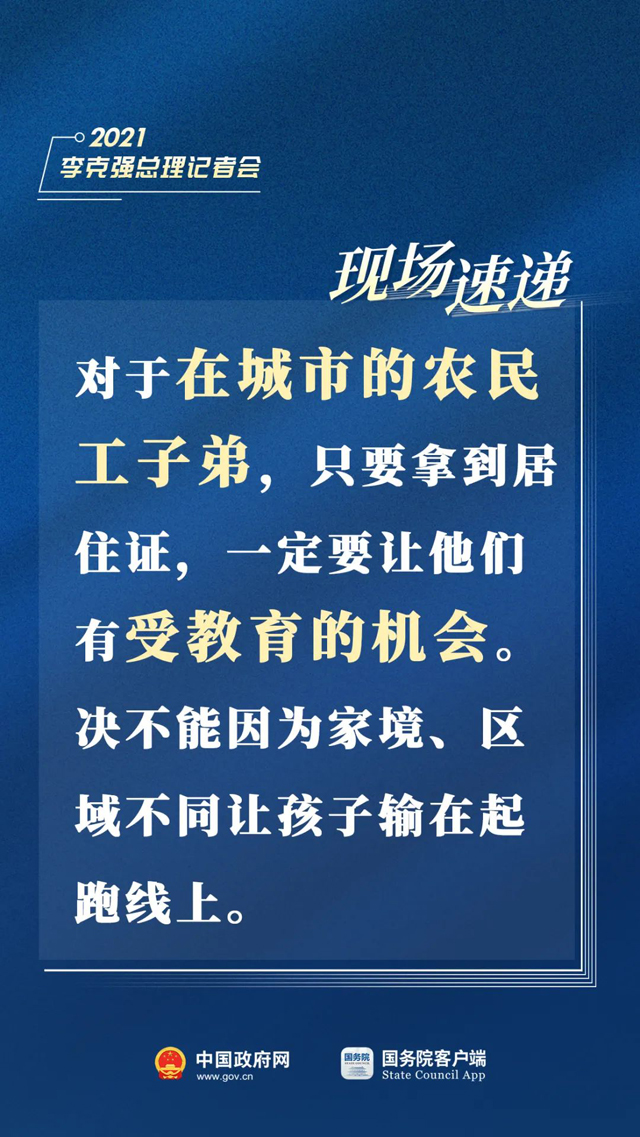 2021
李克强总理记者会
现场速递
对于在城市的农民
工子弟，只要拿到居
住证，一定要让他们
有受教育的机会。
决不能因为家境、区
域不同让孩子输在起
跑线上。
中国政府网
www.gov.cn
国务院
国务院客户端
State Council App